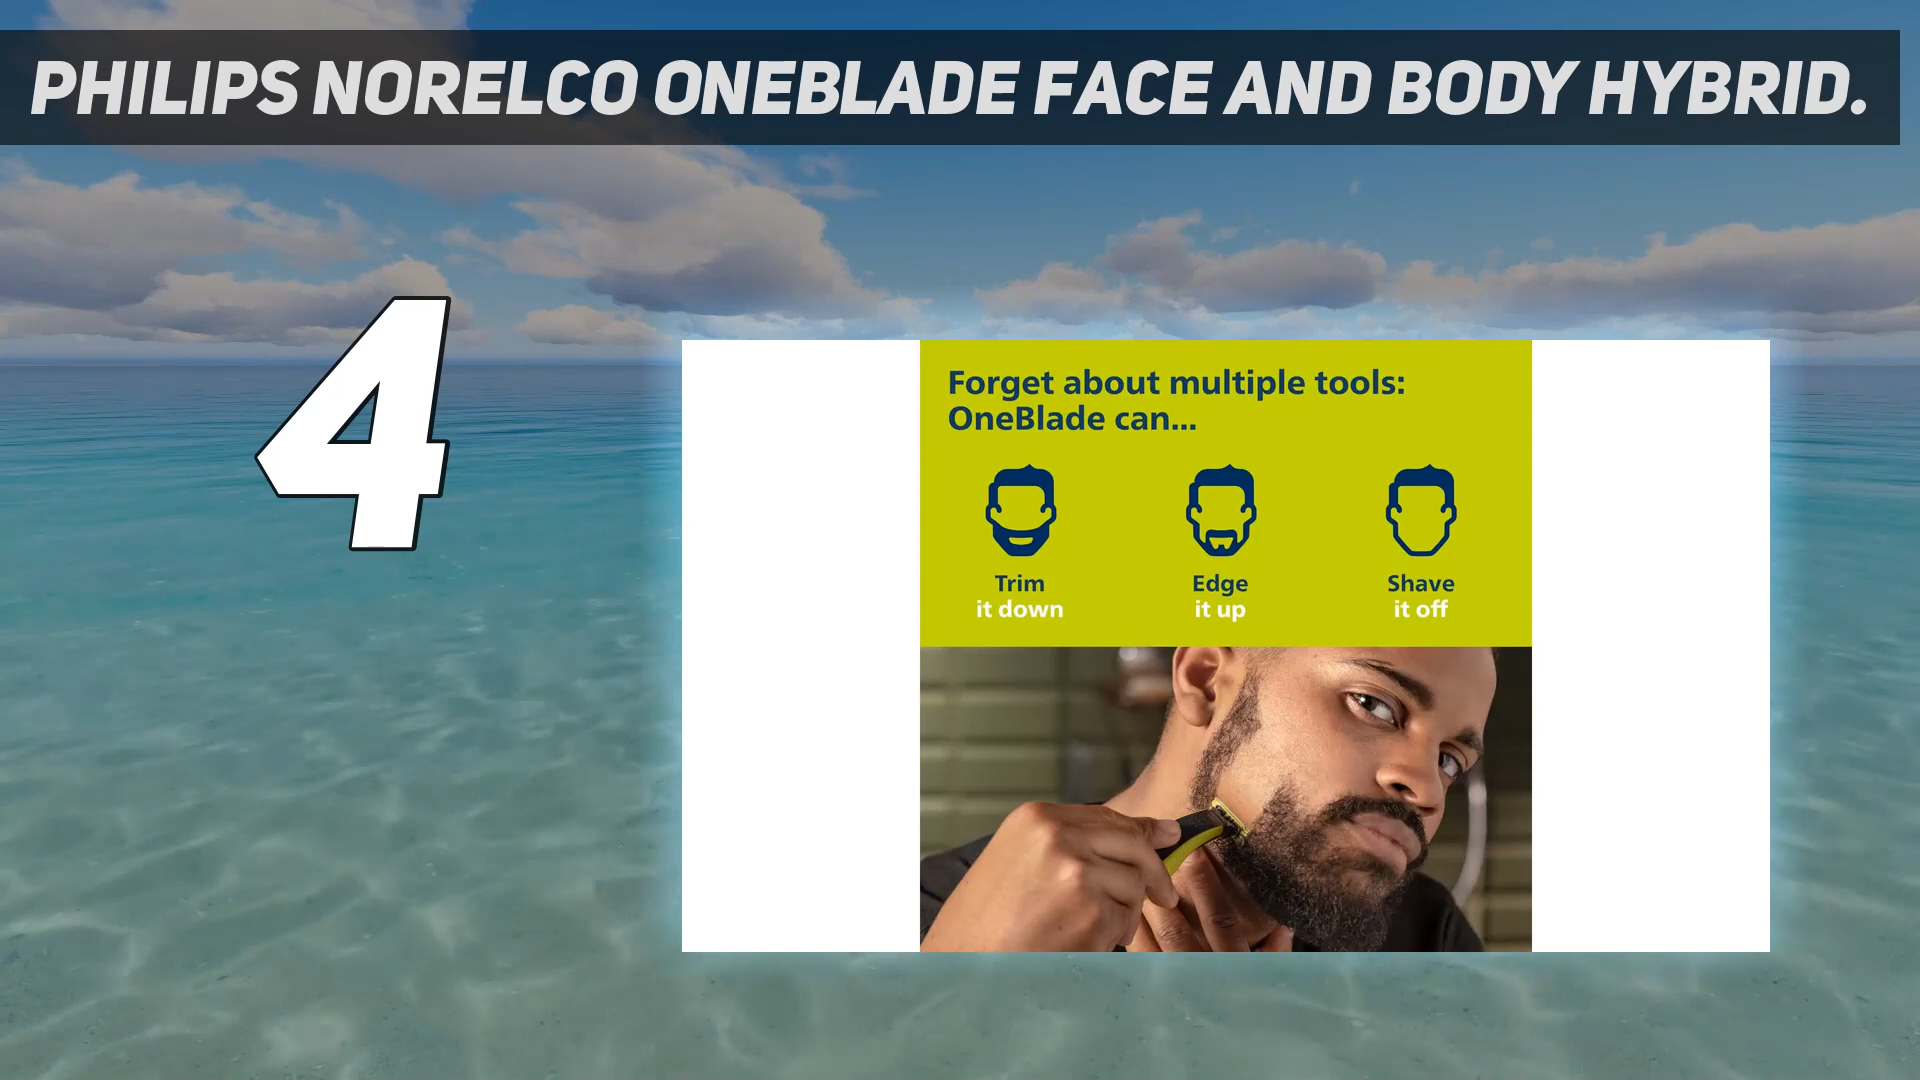 PHILIPS NORELCO ONEBLADE FACE AND BODY HYBRID.
4
Forget about multiple tools:
OneBlade can...
Trim
it down
Edge
it up
Shave
it off